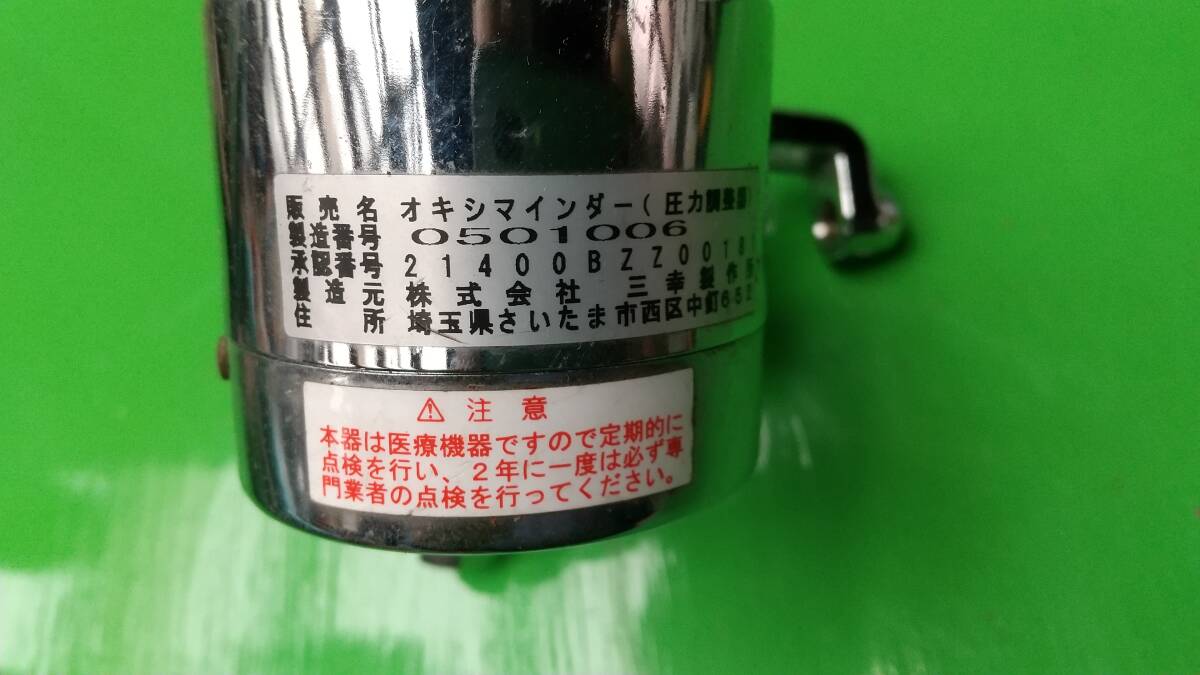 販売名 オキシマインダー(圧力調整器)
製造番号 0501006
承認番号 21400BZZ0018
製造元 株式会社 三幸製作所
住所 埼玉県さいたま市西区中釘652
⚠ 注意
本器は医療機器ですので定期的に
点検を行い、2年に一度は必ず専
門業者の点検を行ってください。